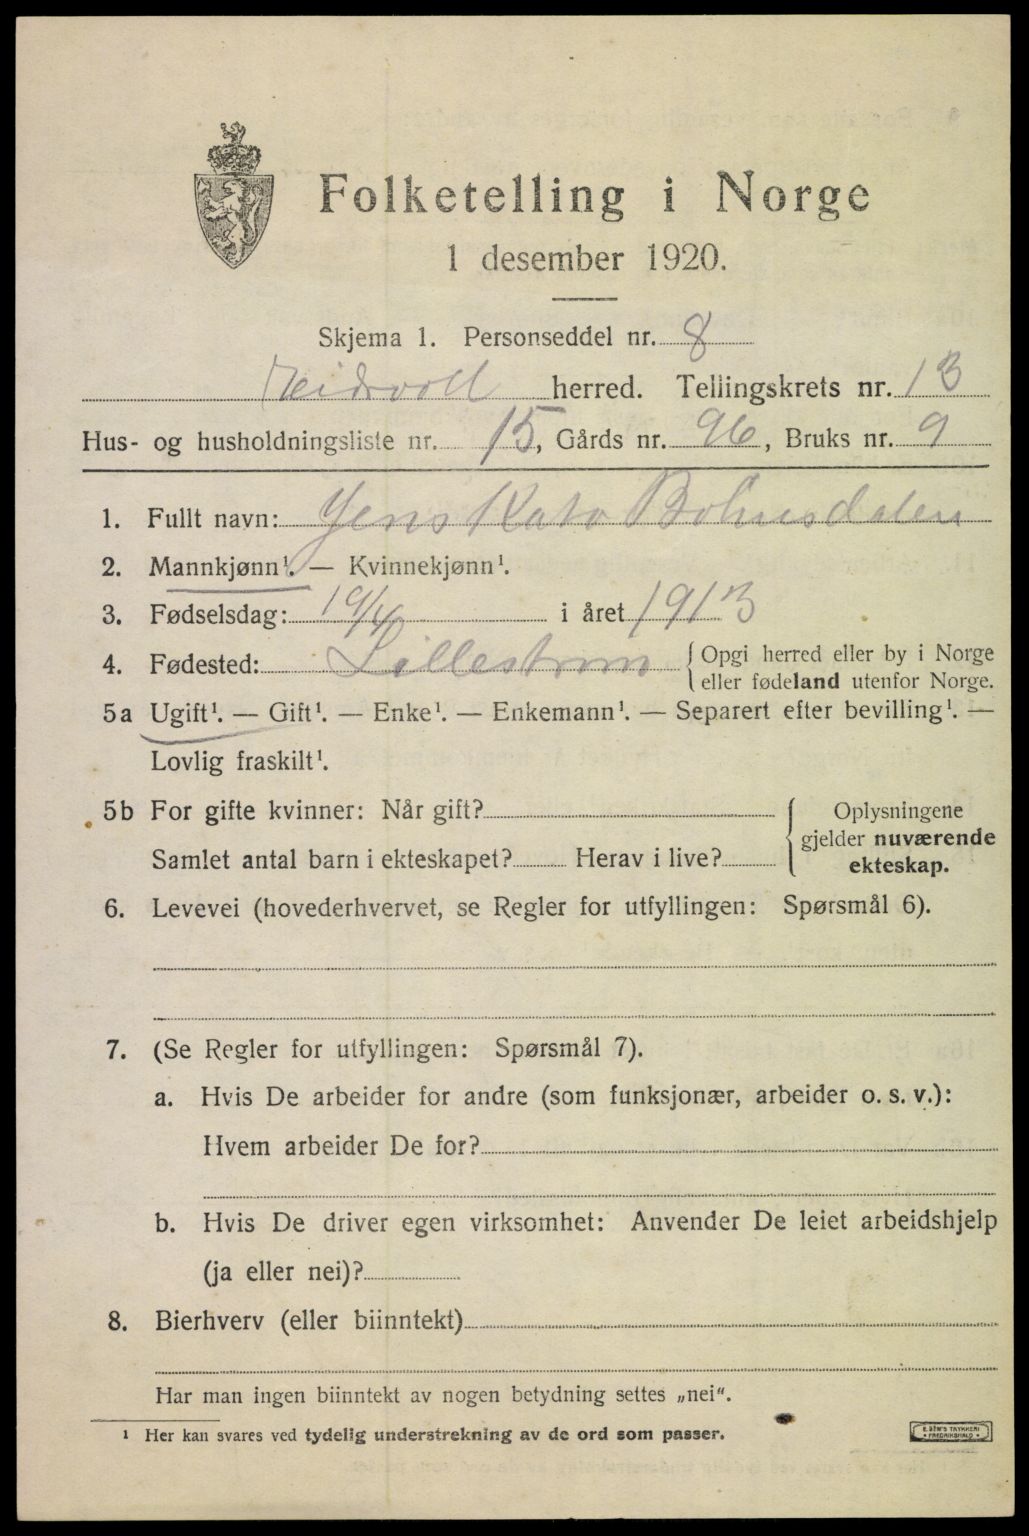 Folketelling i Norge
1 desember 1920.
Skjema 1. Personseddel nr. 8
Eidsvoll herred. Tellingskrets nr. 13
Hus- og husholdningsliste nr. 15, Gårds nr. 96, Bruks nr. 9
1. Fullt navn: Jens Kato Bohnsdalen
2. Mannkjønn¹. — Kvinnekjønn¹.
3. Fødselsdag: 19/4 i året 1913
4. Fødested: Lillestrøm { Opgi herred eller by i Norge
eller fødeland utenfor Norge.
5a Ugift¹. — Gift¹. — Enke¹. — Enkemann¹. — Separert efter bevilling¹. —
Lovlig fraskilt¹.
5b For gifte kvinner: Når gift? { Oplysningene
gjelder nuværende
Samlet antal barn i ekteskapet? Herav i live? ekteskap.
6. Levevei (hovederhvervet, se Regler for utfyllingen: Spørsmål 6).
7. (Se Regler for utfyllingen: Spørsmål 7).
a. Hvis De arbeider for andre (som funksjonær, arbeider o. s. v.):
Hvem arbeider De for?
b. Hvis De driver egen virksomhet: Anvender De leiet arbeidshjelp
(ja eller nei)?
8. Bierhverv (eller biinntekt)
Har man ingen biinntekt av nogen betydning settes „nei".
¹ Her kan svares ved tydelig understrekning av de ord som passer.
E. SEM'S TRYKKERI
FREDRIKSHALD